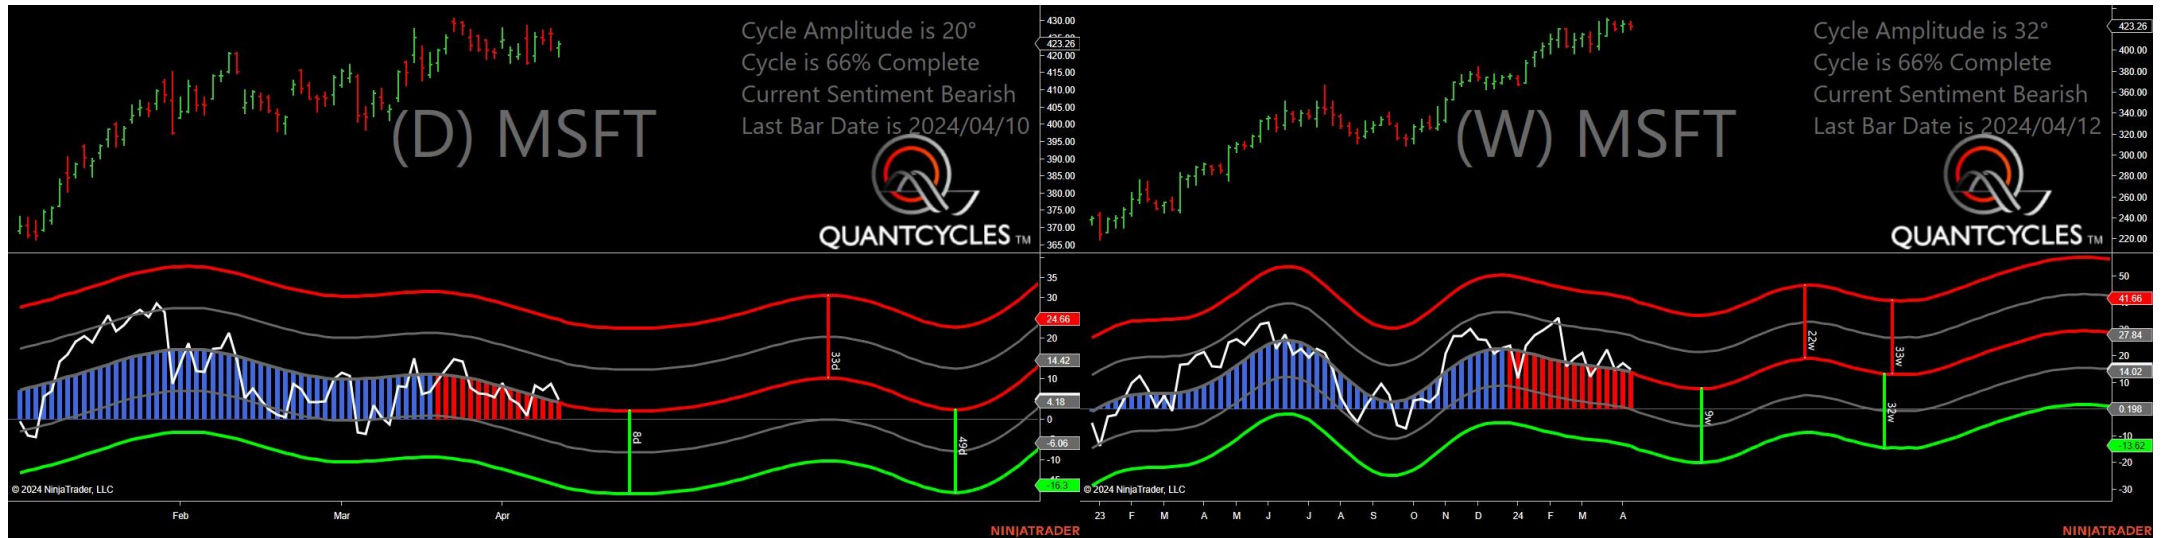 Cycle Amplitude is 20°
Cycle is 66% Complete
Current Sentiment Bearish
Last Bar Date is 2024/04/10
(D) MSFT
QUANTCYCLES TM
430.00
423.26
420.00
415.00
410.00
405.00
400.00
395.00
390.00
385.00
380.00
375.00
370.00
365.00
35
30
24.66
20
14.42
10
4.18
0
-6.06
-10
-16.3
33d
8d
49d
© 2024 NinjaTrader, LLC
Feb Mar Apr
NINJATRADER
Cycle Amplitude is 32°
Cycle is 66% Complete
Current Sentiment Bearish
Last Bar Date is 2024/04/12
(W) MSFT
QUANTCYCLES TM
423.26
400.00
380.00
360.00
340.00
320.00
300.00
280.00
260.00
240.00
220.00
50
41.66
27.84
20
14.02
10
0.198
-10
-13.62
-20
-30
22w
33w
9w
32w
© 2024 NinjaTrader, LLC
23 F M A M J J A S O N D 24 F M A
NINJATRADER